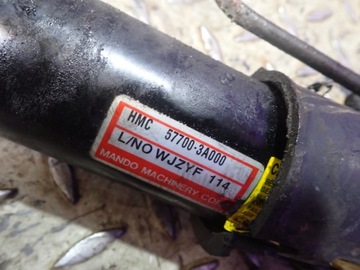 HMC 57700-3A000
L/NO WJZYF 114
MANDO MACHINERY CO